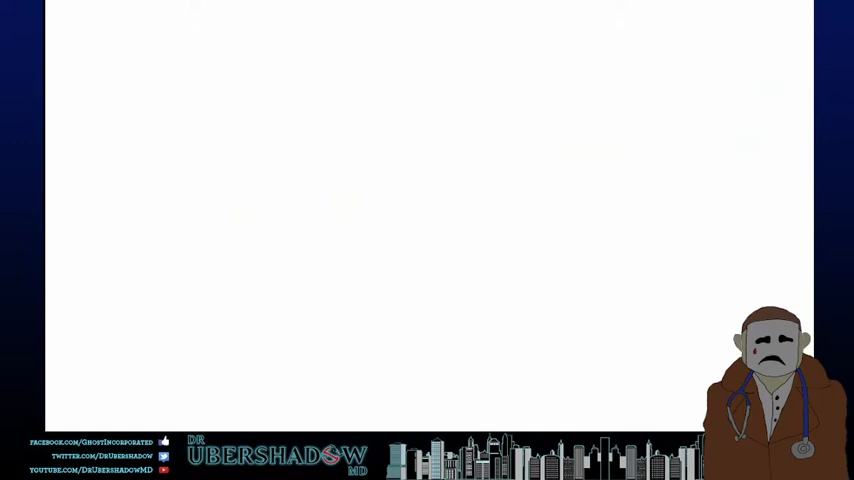 facebook.com/GhostIncorporated
twitter.com/DrUbershadow
youtube.com/DrUbershadowMD
DR
UBERSHADOW
MD